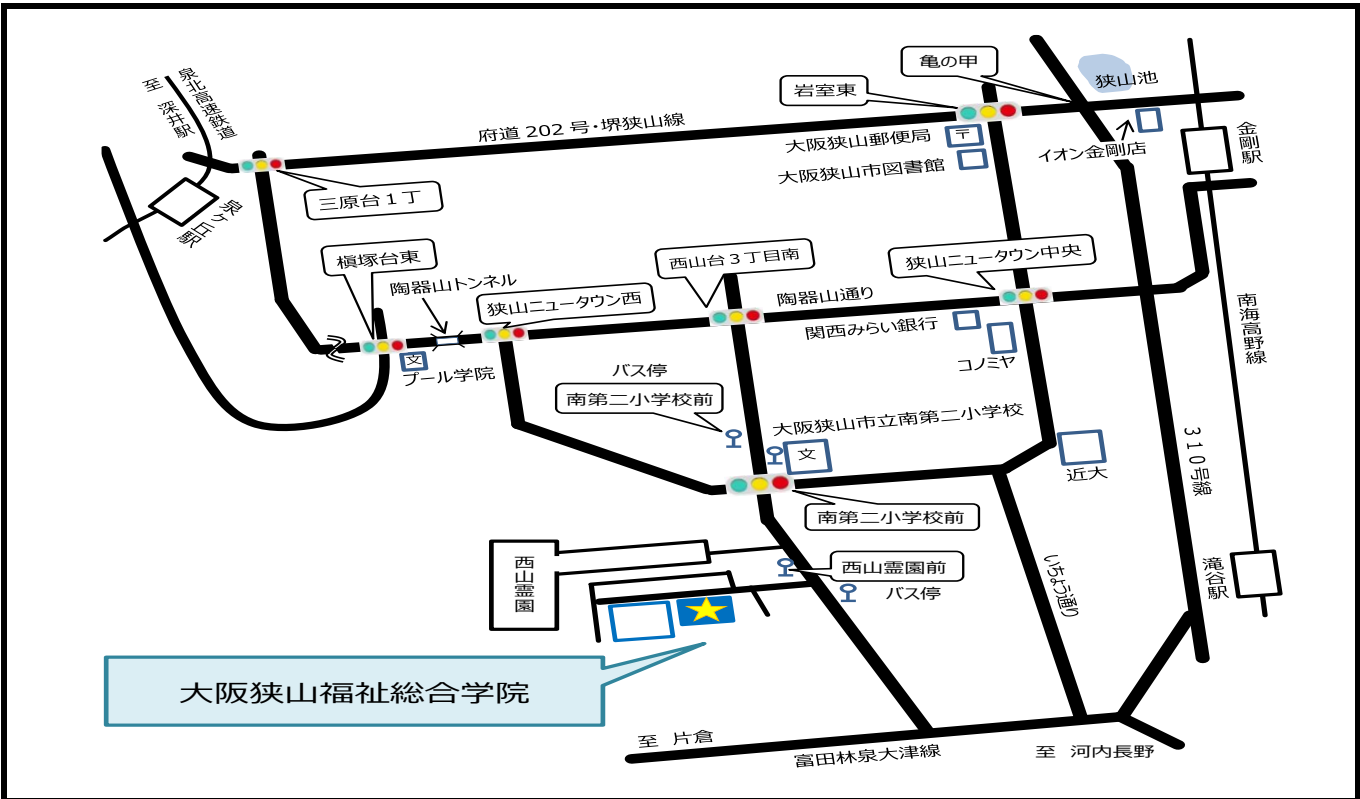 亀の甲
岩室東
狭山池
至 深井駅
泉北高速鉄道
府道202号・堺狭山線
〒
大阪狭山郵便局
大阪狭山市図書館
イオン金剛店
金剛駅
三原台1丁
泉ケ丘駅
槇塚台東
陶器山トンネル
狭山ニュータウン西
西山台3丁目南
陶器山通り
狭山ニュータウン中央
関西みらい銀行
コノミヤ
南海高野線
文
プール学院
バス停
南第二小学校前
大阪狭山市立南第二小学校
文
近大
310号線
南第二小学校前
西山霊園
西山霊園前
バス停
いちょう通り
滝谷駅
大阪狭山福祉総合学院
至 片倉
富田林泉大津線
至 河内長野